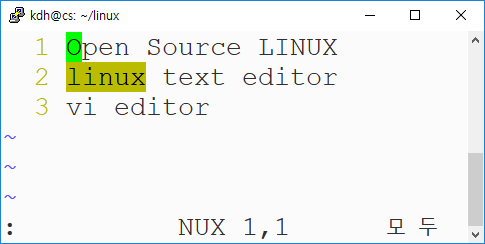 kdh@cs: ~/linux
1 Open Source LINUX
2 linux text editor
3 vi editor
~
~
~
: NUX 1,1 모두